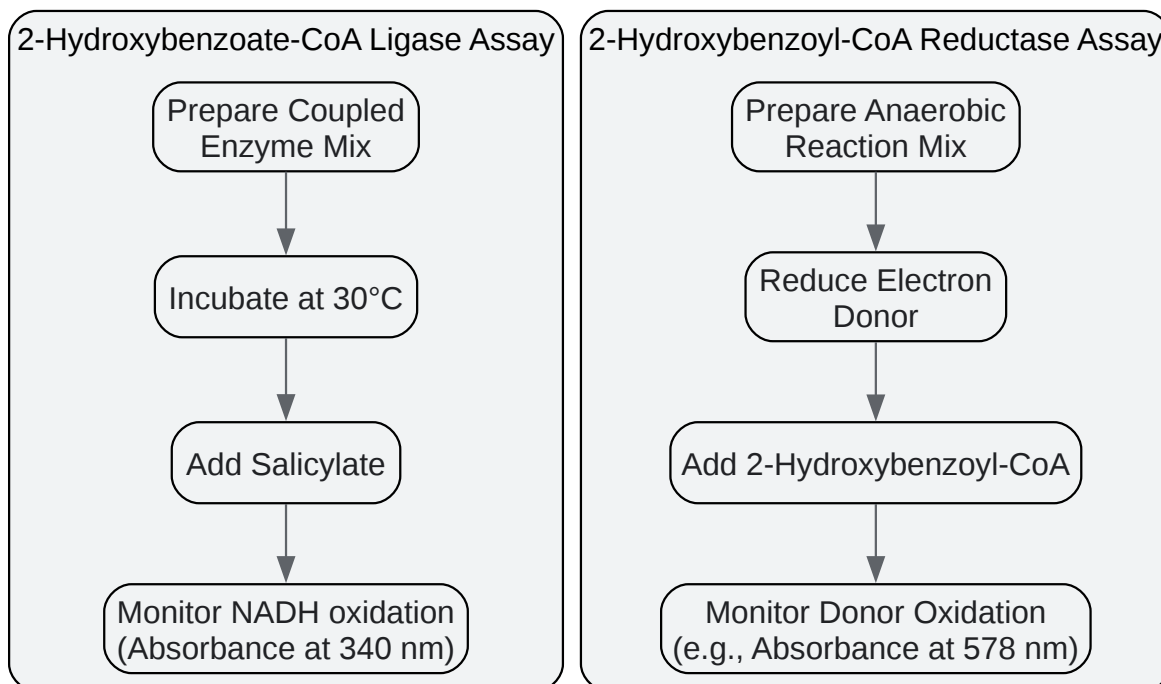 2-Hydroxybenzoate-CoA Ligase Assay
Prepare Coupled
Enzyme Mix
Incubate at 30°C
Add Salicylate
Monitor NADH oxidation
(Absorbance at 340 nm)
2-Hydroxybenzoyl-CoA Reductase Assay
Prepare Anaerobic
Reaction Mix
Reduce Electron
Donor
Add 2-Hydroxybenzoyl-CoA
Monitor Donor Oxidation
(e.g., Absorbance at 578 nm)